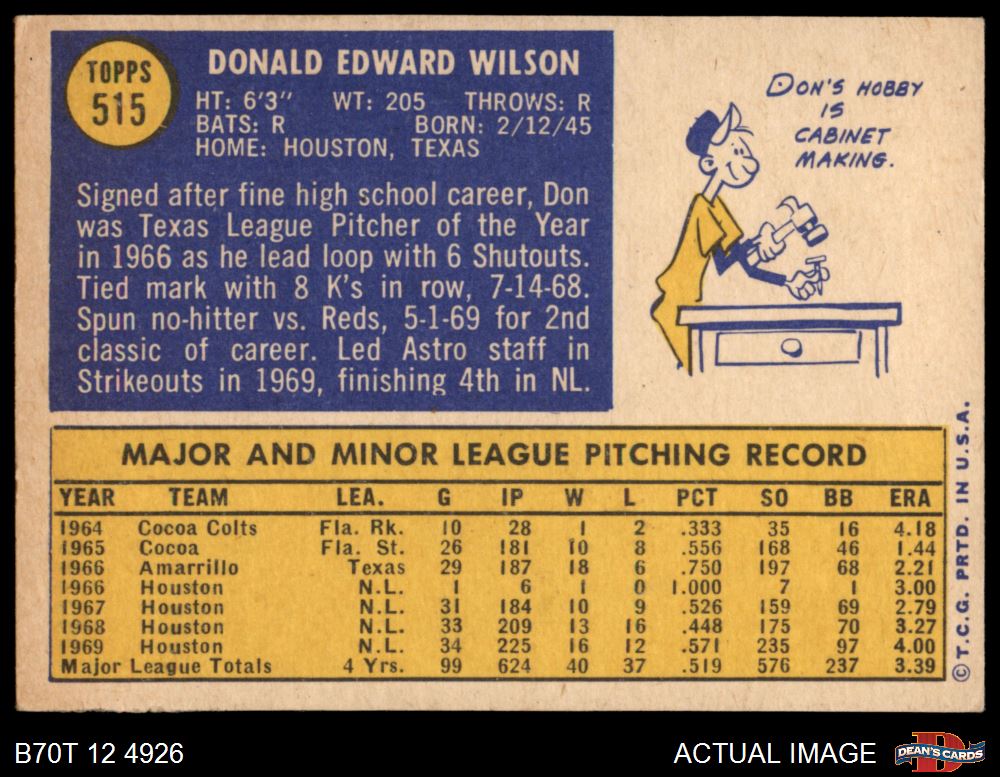 TOPPS
515
DONALD EDWARD WILSON
HT: 6'3" WT: 205 THROWS: R
BATS: R BORN: 2/12/45
HOME: HOUSTON, TEXAS
Signed after fine high school career, Don
was Texas League Pitcher of the Year
in 1966 as he lead loop with 6 Shutouts.
Tied mark with 8 K's in row, 7-14-68.
Spun no-hitter vs. Reds, 5-1-69 for 2nd
classic of career. Led Astro staff in
Strikeouts in 1969, finishing 4th in NL.
DON'S HOBBY
IS
CABINET
MAKING.
MAJOR AND MINOR LEAGUE PITCHING RECORD
YEAR TEAM LEA. G IP W L PCT SO BB ERA
1964 Cocoa Colts Fla. Rk. 10 28 1 2 .333 35 16 4.18
1965 Cocoa Fla. St. 26 181 10 8 .556 168 46 1.44
1966 Amarrillo Texas 29 187 18 6 .750 197 68 2.21
1966 Houston N.L. 1 6 1 0 1.000 7 1 3.00
1967 Houston N.L. 31 184 10 9 .526 159 69 2.79
1968 Houston N.L. 33 209 13 16 .448 175 70 3.27
1969 Houston N.L. 34 225 16 12 .571 235 97 4.00
Major League Totals 4 Yrs. 99 624 40 37 .519 576 237 3.39
© T.C.G. PRTD. IN U.S.A.
B70T 12 4926
ACTUAL IMAGE
D
DEAN'S CARDS